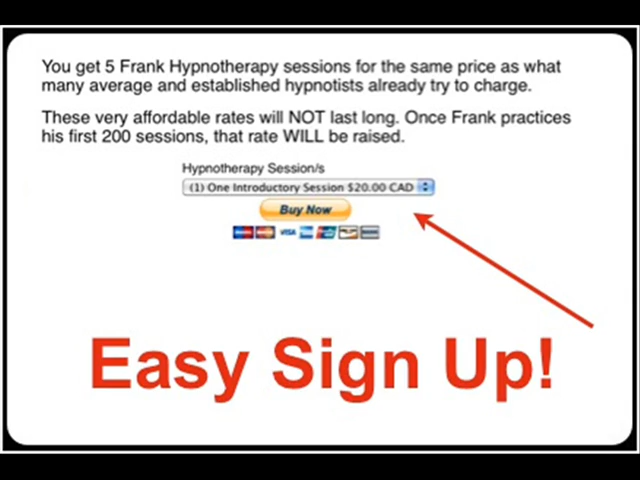 You get 5 Frank Hypnotherapy sessions for the same price as what
many average and established hypnotists already try to charge.
These very affordable rates will NOT last long. Once Frank practices
his first 200 sessions, that rate WILL be raised.
Hypnotherapy Session/s
(1) One Introductory Session $20.00 CAD
Buy Now
VISA
Easy Sign Up!